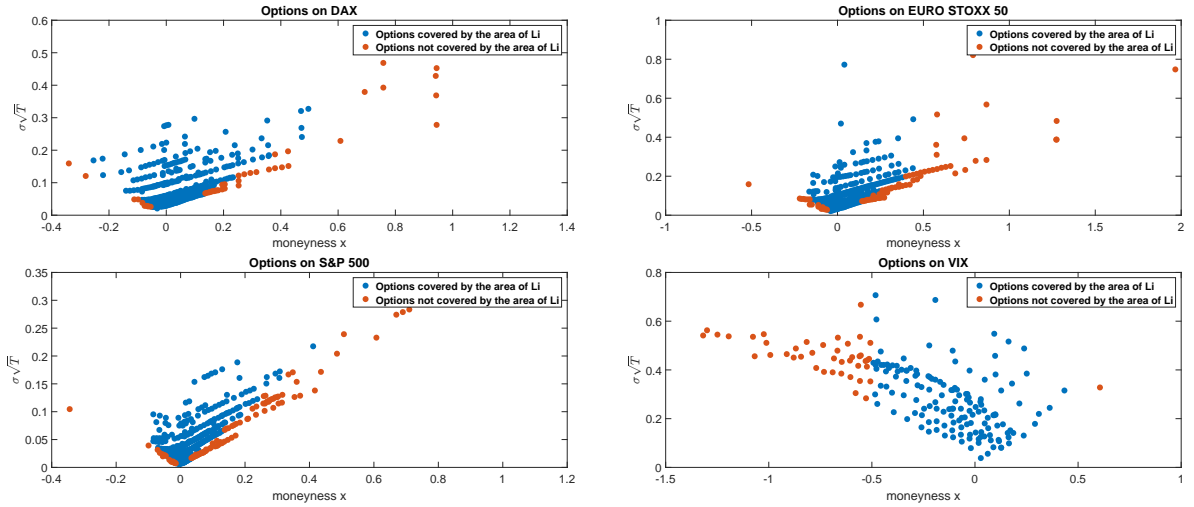 Options on DAX
0.6
0.5
0.4
0.3
0.2
0.1
0
σ√T
-0.4 -0.2 0 0.2 0.4 0.6 0.8 1 1.2 1.4
moneyness x
Options covered by the area of Li
Options not covered by the area of Li
Options on EURO STOXX 50
1
0.8
0.6
0.4
0.2
0
σ√T
-1 -0.5 0 0.5 1 1.5 2
moneyness x
Options covered by the area of Li
Options not covered by the area of Li
Options on S&P 500
0.35
0.3
0.25
0.2
0.15
0.1
0.05
0
σ√T
-0.4 -0.2 0 0.2 0.4 0.6 0.8 1 1.2
moneyness x
Options covered by the area of Li
Options not covered by the area of Li
Options on VIX
0.8
0.6
0.4
0.2
0
σ√T
-1.5 -1 -0.5 0 0.5 1
moneyness x
Options covered by the area of Li
Options not covered by the area of Li